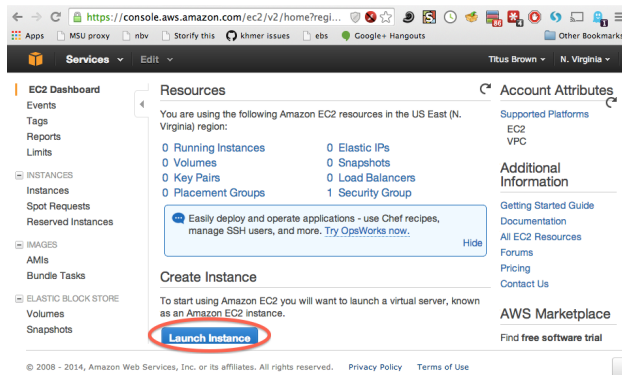 https://console.aws.amazon.com/ec2/v2/home?regi...
Apps MSU proxy nbv Storify this khmer issues ebs Google+ Hangouts Other Bookmarks
Services Edit Titus Brown N. Virginia
EC2 Dashboard
Events
Tags
Reports
Limits
INSTANCES
Instances
Spot Requests
Reserved Instances
IMAGES
AMIs
Bundle Tasks
ELASTIC BLOCK STORE
Volumes
Snapshots
Resources
You are using the following Amazon EC2 resources in the US East (N.
Virginia) region:
0 Running Instances 0 Elastic IPs
0 Volumes 0 Snapshots
0 Key Pairs 0 Load Balancers
0 Placement Groups 1 Security Group
Easily deploy and operate applications - use Chef recipes,
manage SSH users, and more. Try OpsWorks now.
Hide
Create Instance
To start using Amazon EC2 you will want to launch a virtual server, known
as an Amazon EC2 instance.
Launch Instance
Account Attributes
Supported Platforms
EC2
VPC
Additional
Information
Getting Started Guide
Documentation
All EC2 Resources
Forums
Pricing
Contact Us
AWS Marketplace
Find free software trial
© 2008 - 2014, Amazon Web Services, Inc. or its affiliates. All rights reserved. Privacy Policy Terms of Use